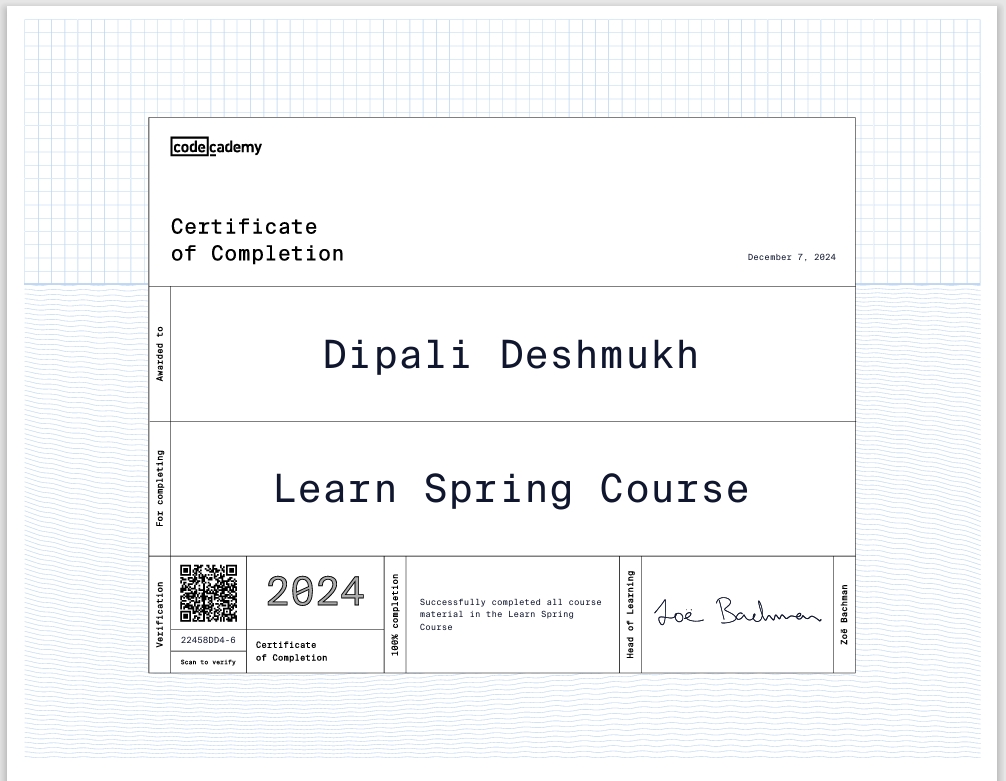 codecademy
Certificate
of Completion
December 7, 2024
Awarded to
Dipali Deshmukh
For completing
Learn Spring Course
Verification
22458DD4-6
Scan to verify
2024
Certificate
of Completion
100% completion
Successfully completed all course
material in the Learn Spring
Course
Head of Learning
Zoë Bachman
Zoë Bachman